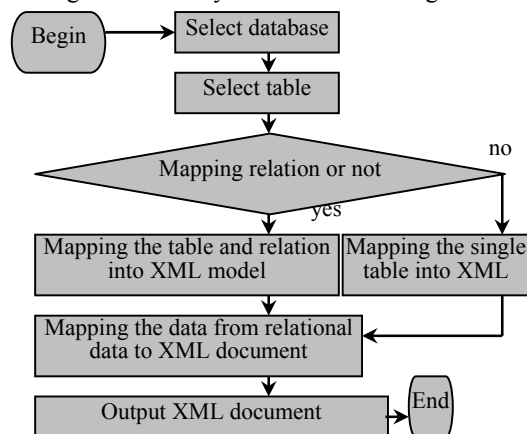 Begin
Select database
Select table
Mapping relation or not
no
yes
Mapping the table and relation
into XML model
Mapping the single
table into XML
Mapping the data from relational
data to XML document
Output XML document
End